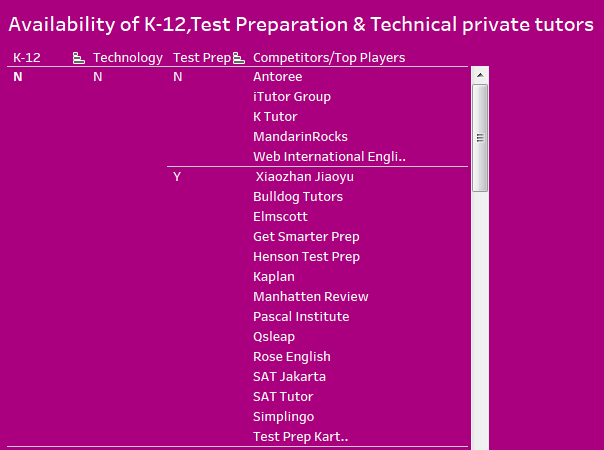 Availability of K-12,Test Preparation & Technical private tutors
K-12 Technology Test Prep Competitors/Top Players
N N N Antoree
iTutor Group
K Tutor
MandarinRocks
Web International Engli..
Y Xiaozhan Jiaoyu
Bulldog Tutors
Elmscott
Get Smarter Prep
Henson Test Prep
Kaplan
Manhatten Review
Pascal Institute
Qsleap
Rose English
SAT Jakarta
SAT Tutor
Simplingo
Test Prep Kart..